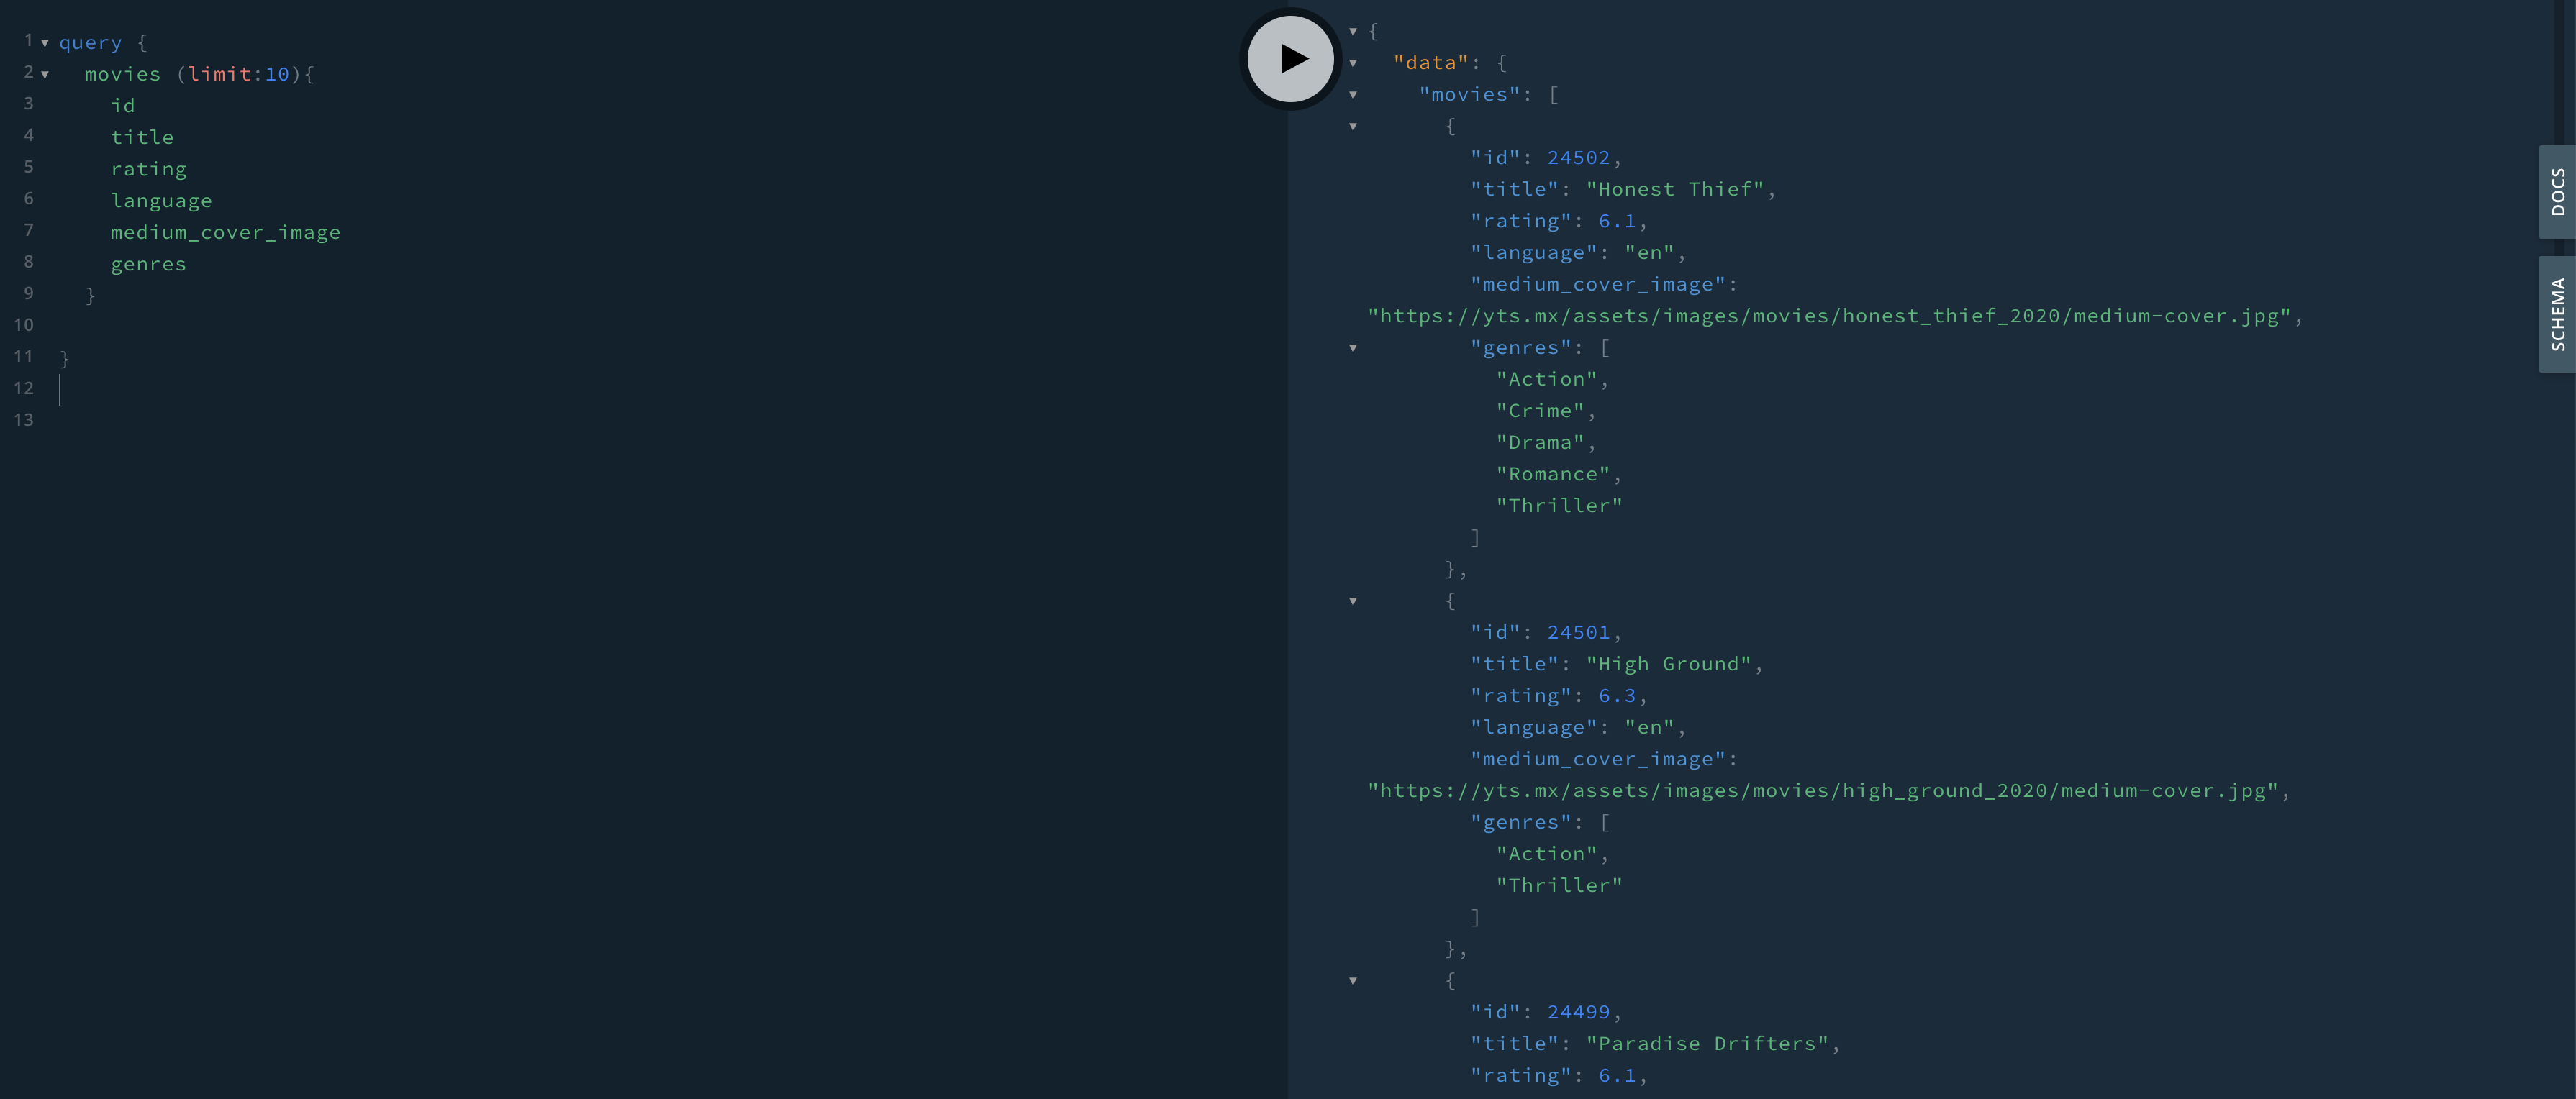 1 query {
2 movies (limit:10){
3 id
4 title
5 rating
6 language
7 medium_cover_image
8 genres
9 }
10
11 }
12
13
{
"data": {
"movies": [
{
"id": 24502,
"title": "Honest Thief",
"rating": 6.1,
"language": "en",
"medium_cover_image":
"https://yts.mx/assets/images/movies/honest_thief_2020/medium-cover.jpg",
"genres": [
"Action",
"Crime",
"Drama",
"Romance",
"Thriller"
]
},
{
"id": 24501,
"title": "High Ground",
"rating": 6.3,
"language": "en",
"medium_cover_image":
"https://yts.mx/assets/images/movies/high_ground_2020/medium-cover.jpg",
"genres": [
"Action",
"Thriller"
]
},
{
"id": 24499,
"title": "Paradise Drifters",
"rating": 6.1,
DOCS
SCHEMA